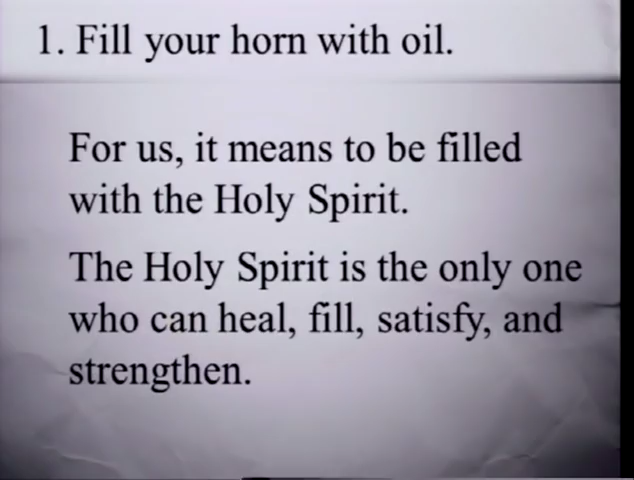 1. Fill your horn with oil.
For us, it means to be filled
with the Holy Spirit.
The Holy Spirit is the only one
who can heal, fill, satisfy, and
strengthen.